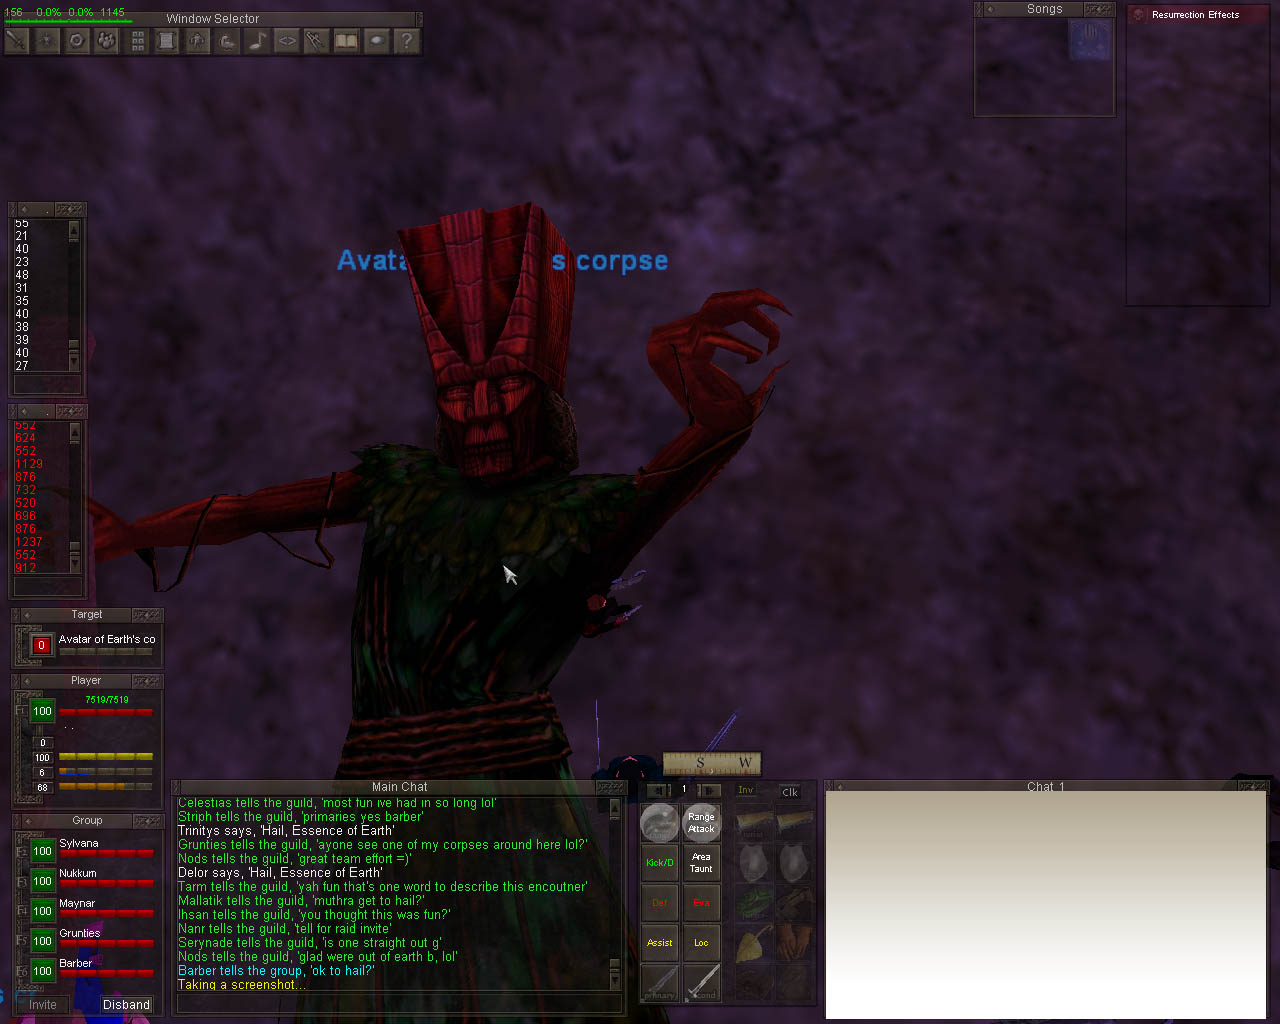 156 0.0% 0.0% 1145
Window Selector
Songs
Resurrection Effects
Avata s corpse
55
21
40
23
48
31
35
40
38
39
40
27
552
624
552
1129
876
732
520
696
876
1237
552
912
Target
0 Avatar of Earth's co
Player
7519/7519
F1 100
0
100
6
68
Group
F2 100 Sylvana
F3 100 Nukkum
F4 100 Maynar
F5 100 Grunties
F6 100 Barber
Invite Disband
Main Chat
Celestias tells the guild, 'most fun ive had in so long lol'
Striph tells the guild, 'primaries yes barber'
Trinitys says, 'Hail, Essence of Earth'
Grunties tells the guild, 'ayone see one of my corpses around here lol?'
Nods tells the guild, 'great team effort =)'
Delor says, 'Hail, Essence of Earth'
Tarm tells the guild, 'yah fun that's one word to describe this encoutner'
Mallatik tells the guild, 'muthra get to hail?'
Ihsan tells the guild, 'you thought this was fun?'
Nanr tells the guild, 'tell for raid invite'
Serynade tells the guild, 'is one straight out g'
Nods tells the guild, 'glad were out of earth b, lol'
Barber tells the group, 'ok to hail?'
Taking a screenshot...
S W
1 Inv Clk
Range Attack
Kick/D Area Taunt
Def Eva
Assist Loc
primary
Chat 1